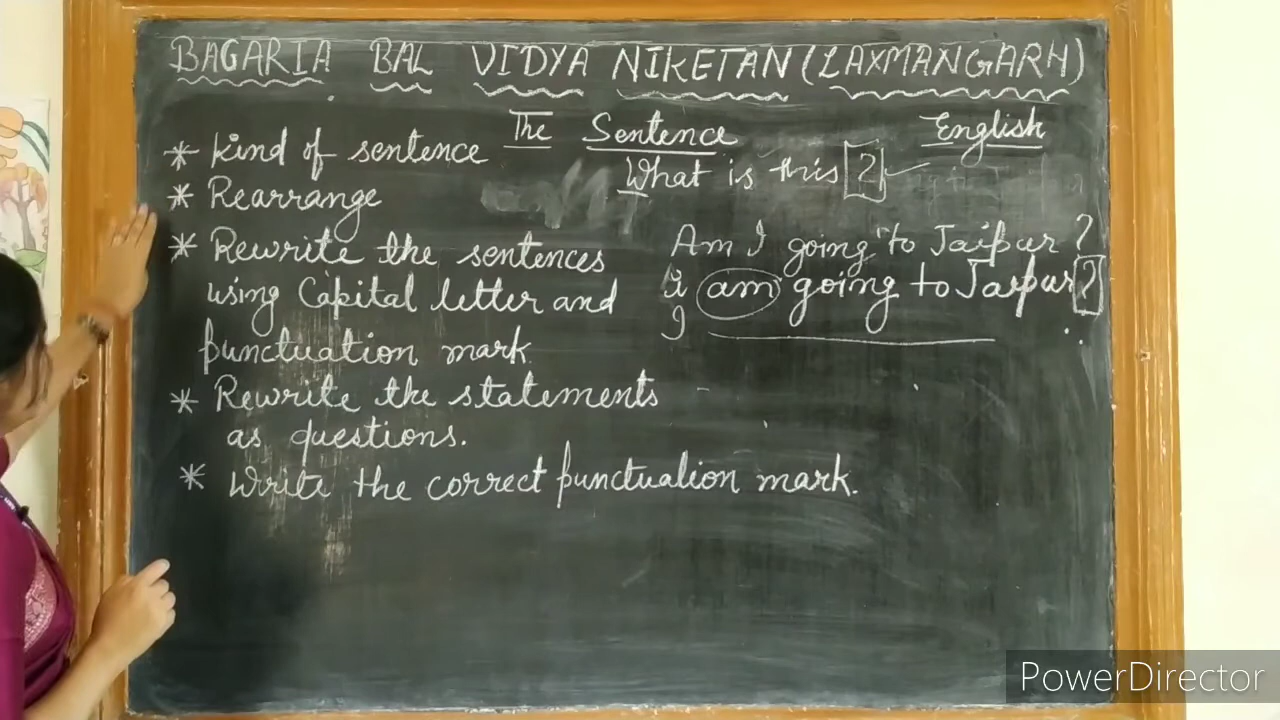 BAGARIA BAL VIDYA NIKETAN (LAXMANGARH)
The Sentence
English
* Kind of sentence
What is this ?
* Rearrange
* Rewrite the sentences
using Capital letter and
punctuation mark
Am I going to Jaipur ?
i am going to Jaipur ?
I
.
* Rewrite the statements
as questions.
* Write the correct punctuation mark.
PowerDirector